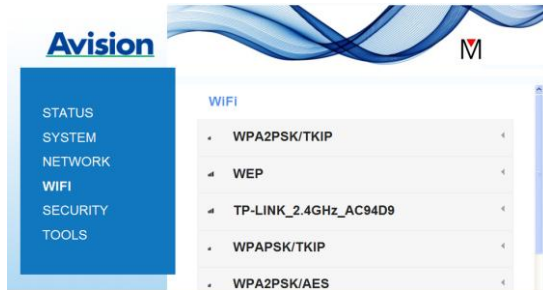 Avision
M
STATUS
SYSTEM
NETWORK
WIFI
SECURITY
TOOLS
WiFi
WPA2PSK/TKIP
WEP
TP-LINK_2.4GHz_AC94D9
WPAPSK/TKIP
WPA2PSK/AES